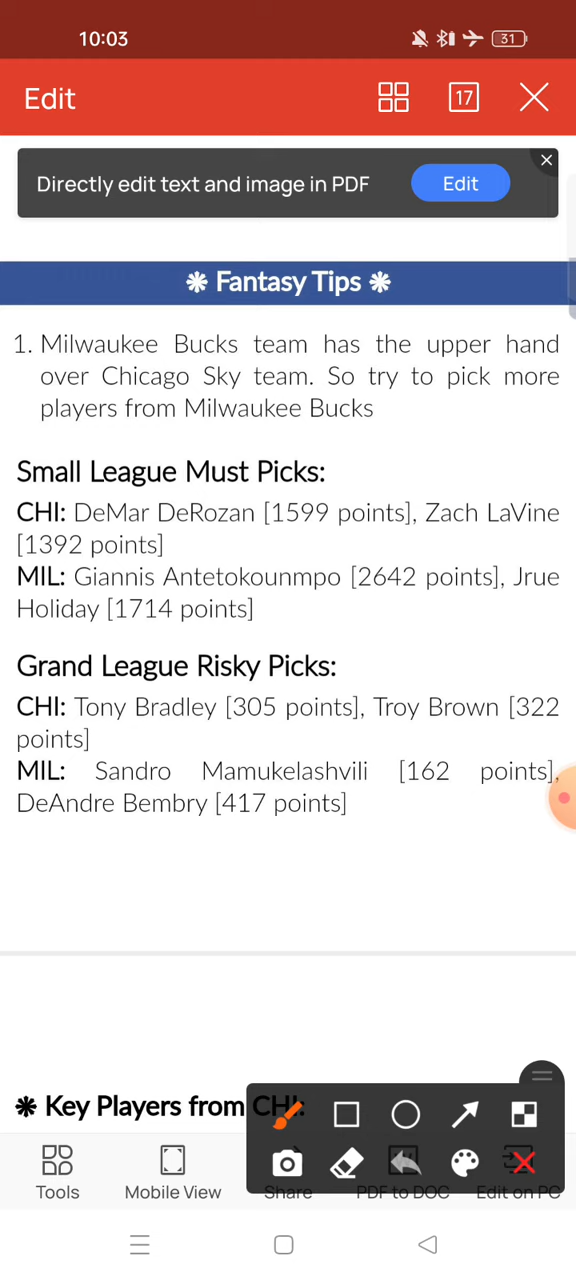 10:03
31
Edit
17
Directly edit text and image in PDF
Edit
❋ Fantasy Tips ❋
1. Milwaukee Bucks team has the upper hand
over Chicago Sky team. So try to pick more
players from Milwaukee Bucks
Small League Must Picks:
CHI: DeMar DeRozan [1599 points], Zach LaVine
[1392 points]
MIL: Giannis Antetokounmpo [2642 points], Jrue
Holiday [1714 points]
Grand League Risky Picks:
CHI: Tony Bradley [305 points], Troy Brown [322
points]
MIL: Sandro Mamukelashvili [162 points],
DeAndre Bembry [417 points]
❋ Key Players from CHI:
Tools
Mobile View
Share
PDF to DOC
Edit on PC